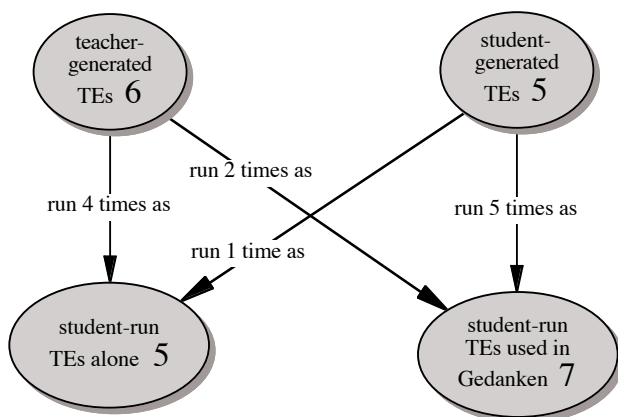 teacher-
generated
TEs 6
student-
generated
TEs 5
run 2 times as
run 4 times as
run 5 times as
run 1 time as
student-run
TEs alone 5
student-run
TEs used in
Gedanken 7